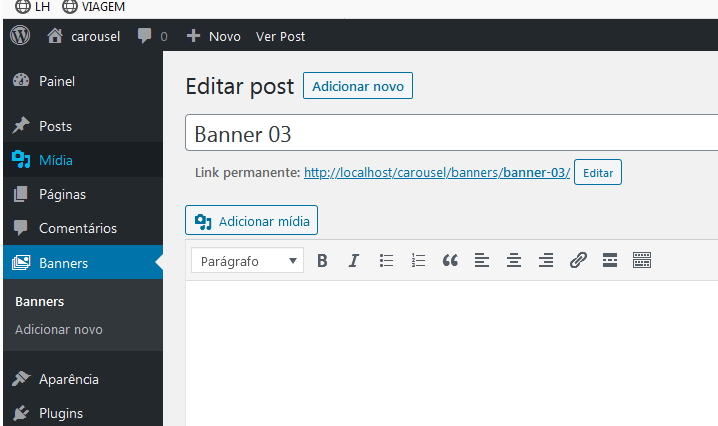 LH VIAGEM
carousel 0 Novo Ver Post
Painel
Posts
Mídia
Páginas
Comentários
Banners
Banners
Adicionar novo
Aparência
Plugins
Editar post Adicionar novo
Banner 03
Link permanente: http://localhost/carousel/banners/banner-03/ Editar
Adicionar mídia
Parágrafo B I